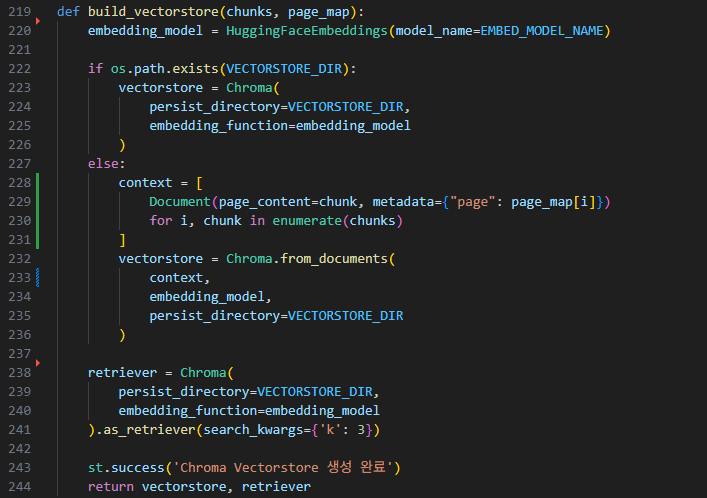 219 def build_vectorstore(chunks, page_map):
220     embedding_model = HuggingFaceEmbeddings(model_name=EMBED_MODEL_NAME)
221
222     if os.path.exists(VECTORSTORE_DIR):
223         vectorstore = Chroma(
224             persist_directory=VECTORSTORE_DIR,
225             embedding_function=embedding_model
226         )
227     else:
228         context = [
229             Document(page_content=chunk, metadata={"page": page_map[i]})
230             for i, chunk in enumerate(chunks)
231         ]
232         vectorstore = Chroma.from_documents(
233             context,
234             embedding_model,
235             persist_directory=VECTORSTORE_DIR
236         )
237
238     retriever = Chroma(
239         persist_directory=VECTORSTORE_DIR,
240         embedding_function=embedding_model
241     ).as_retriever(search_kwargs={'k': 3})
242
243     st.success('Chroma Vectorstore 생성 완료')
244     return vectorstore, retriever